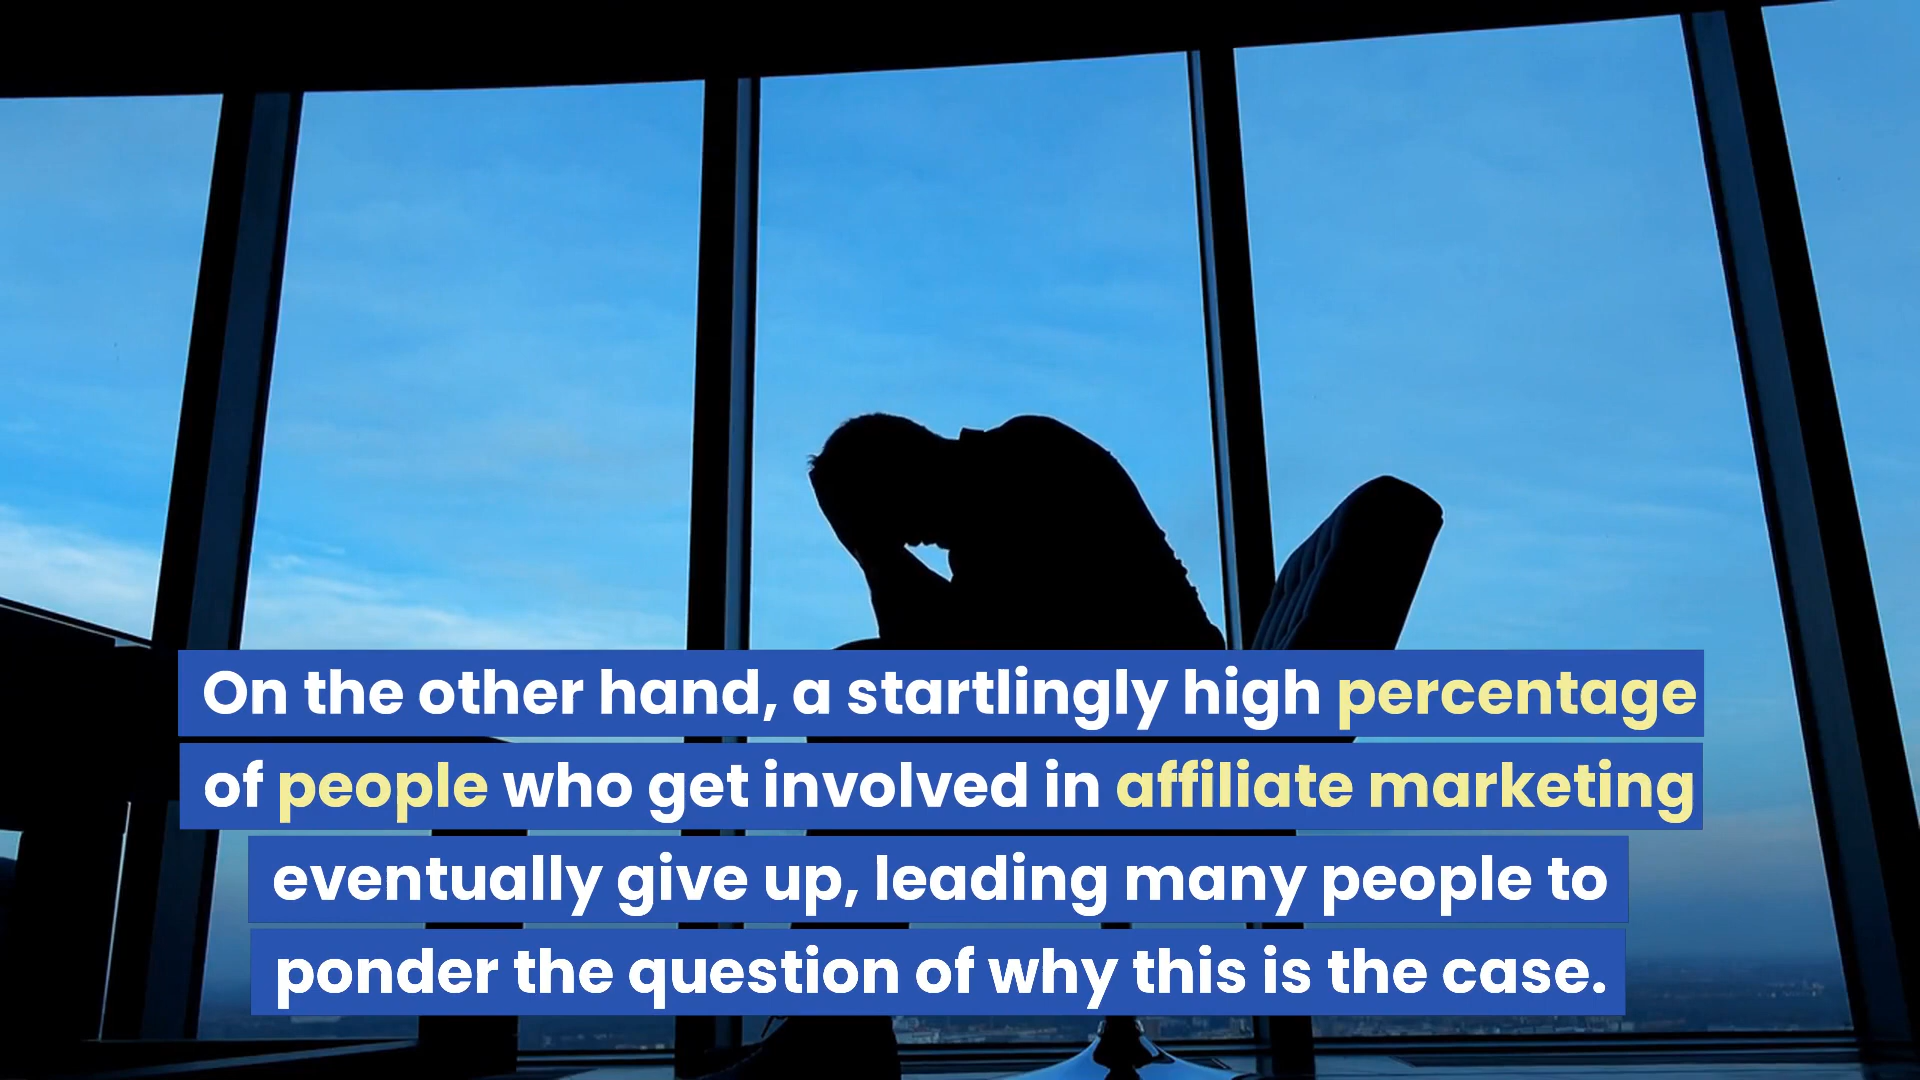 On the other hand, a startlingly high percentage
of people who get involved in affiliate marketing
eventually give up, leading many people to
ponder the question of why this is the case.